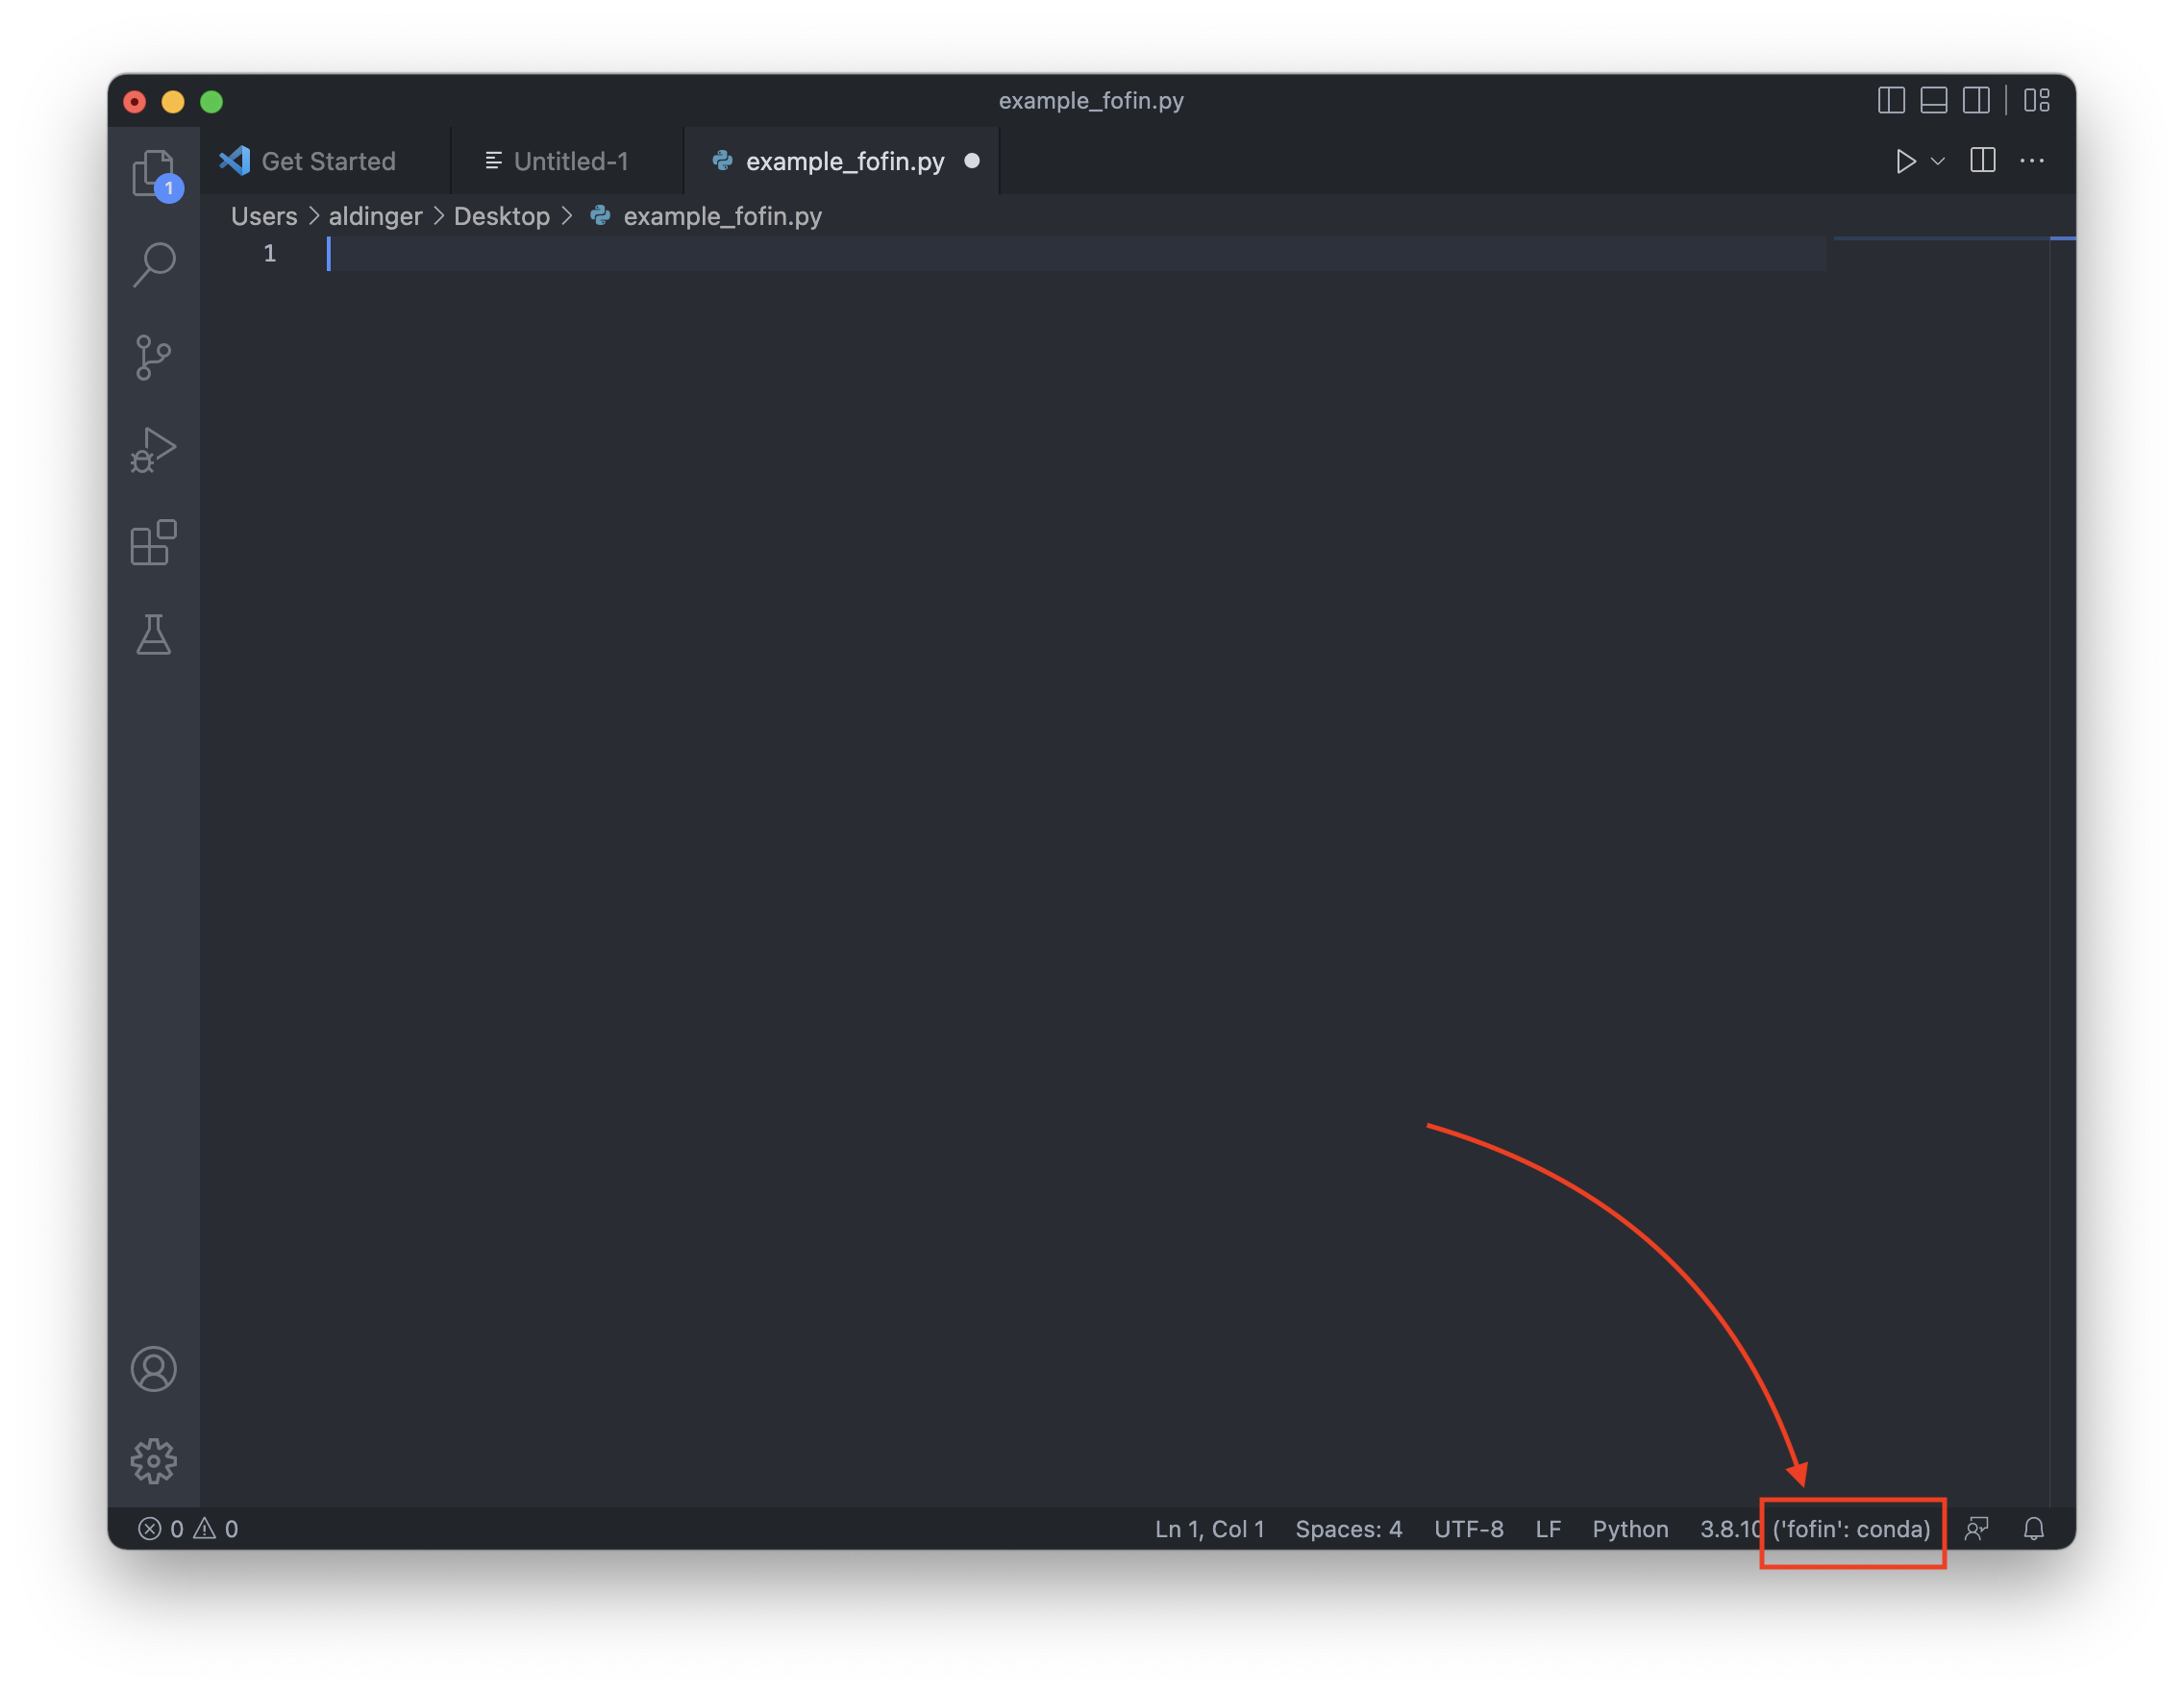 example_fofin.py
Get Started
Untitled-1
example_fofin.py
1
Users > aldinger > Desktop > example_fofin.py
1
0 0
Ln 1, Col 1
Spaces: 4
UTF-8
LF
Python
3.8.10 ('fofin': conda)